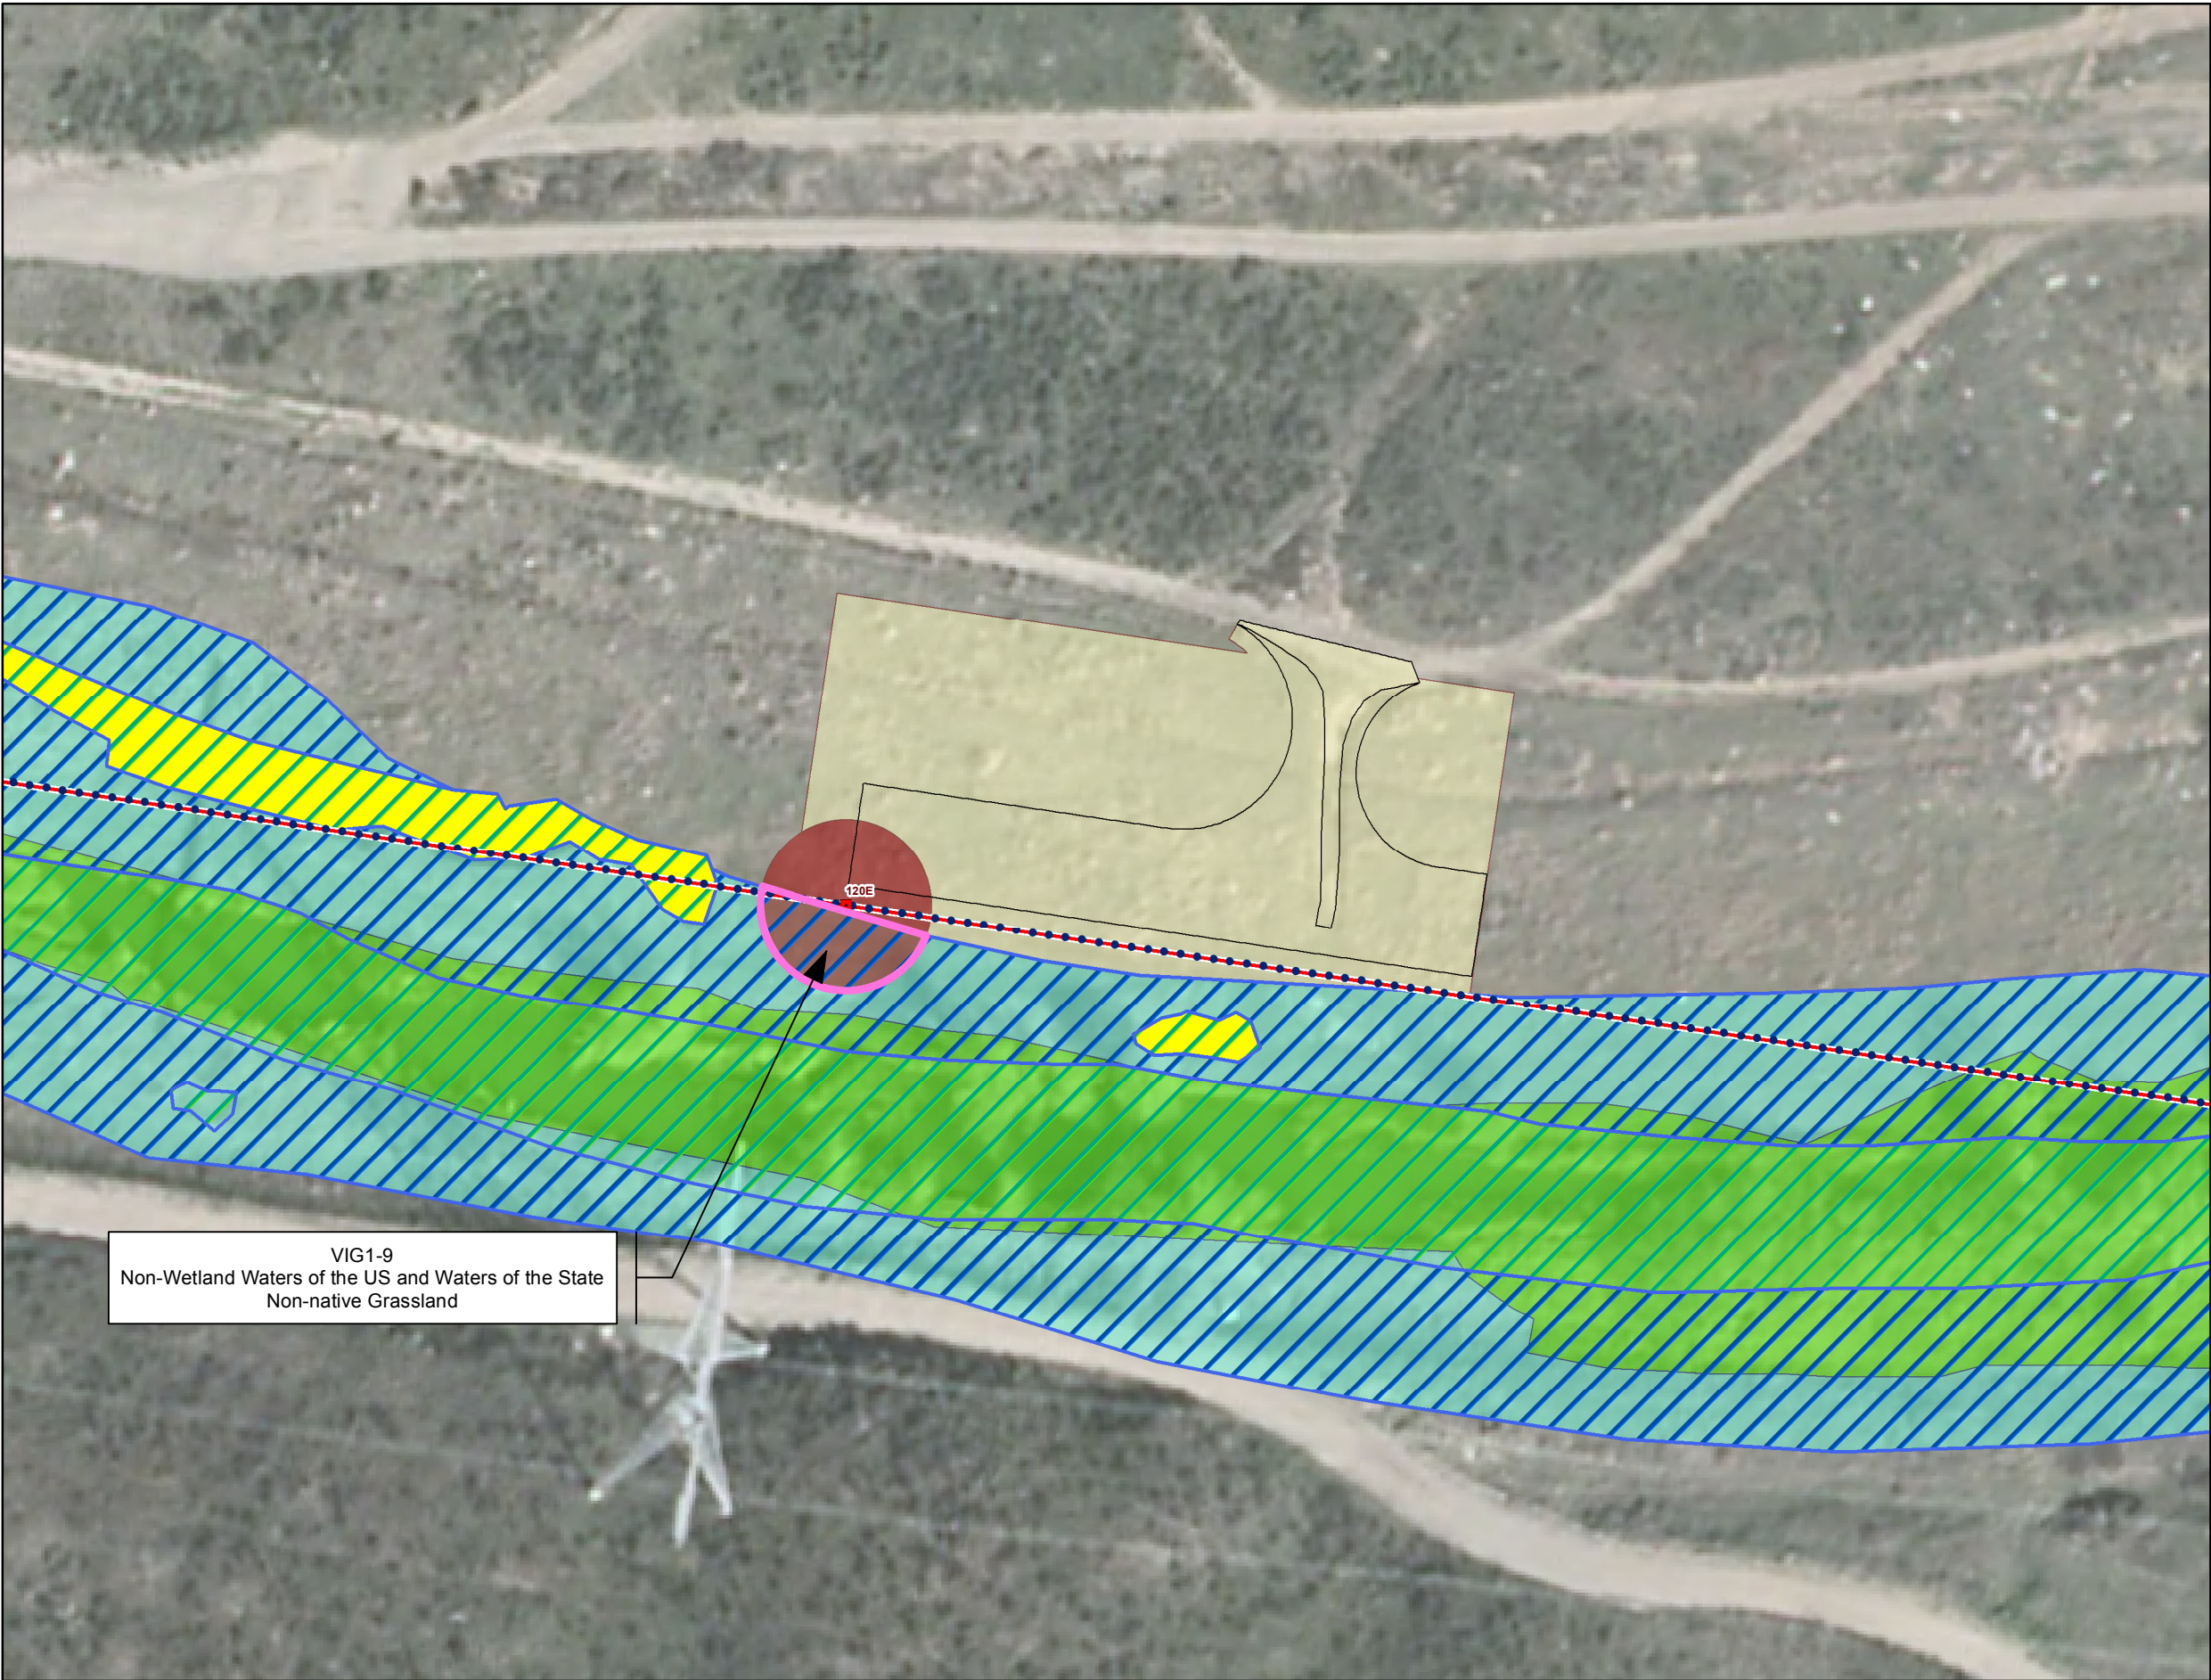 120E
VIG1-9
Non-Wetland Waters of the US and Waters of the State
Non-native Grassland